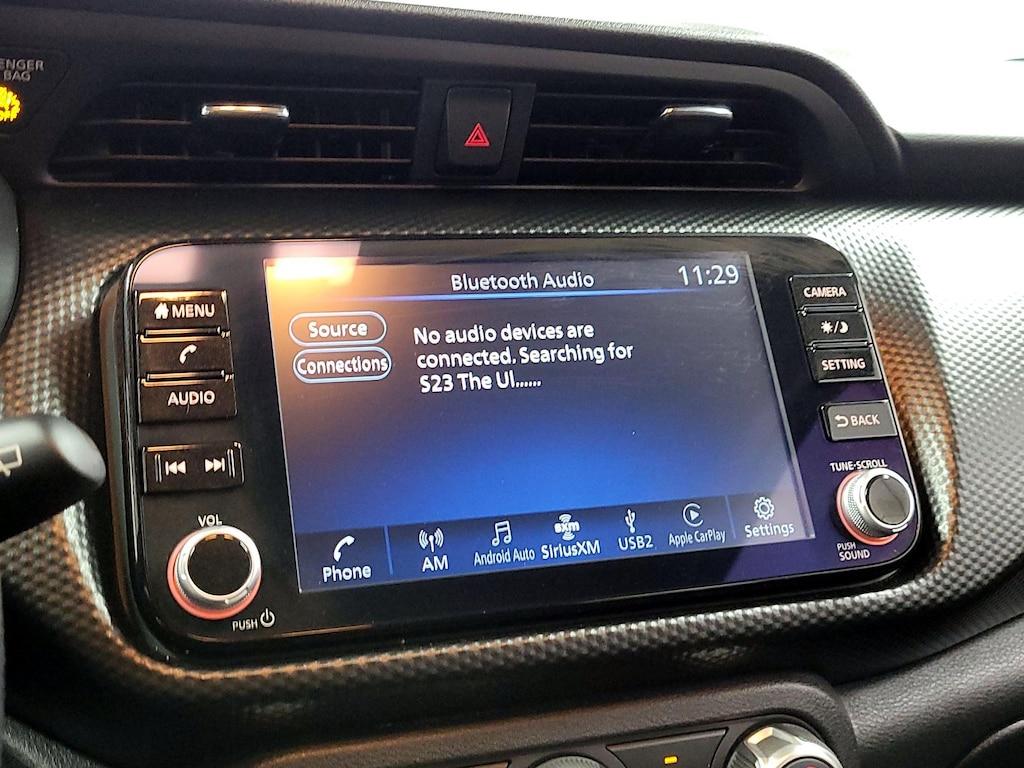 ENGER
BAG
OFF
Bluetooth Audio
11:29
MENU
AUDIO
VOL
PUSH
Source
Connections
No audio devices are
connected. Searching for
S23 The Ul......
Phone
AM
Android Auto
sxm
SiriusXM
USB2
Apple CarPlay
Settings
CAMERA
/
SETTING
BACK
TUNE·SCROLL
PUSH
SOUND